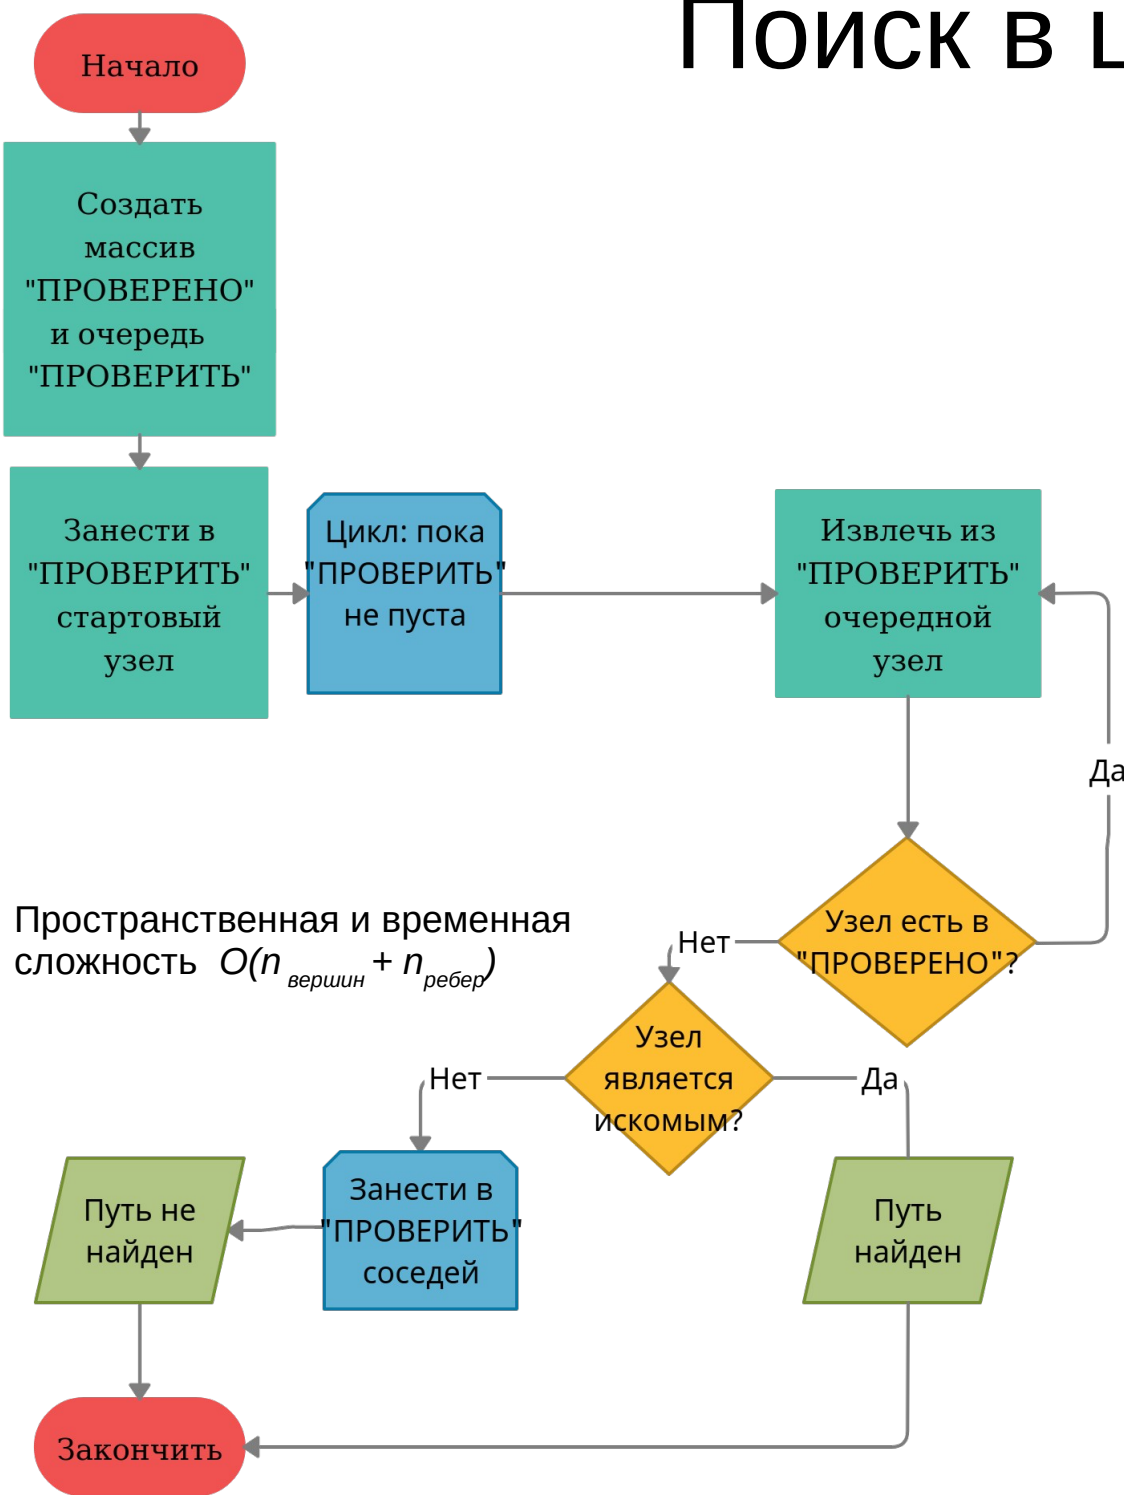 Поиск в
Начало
Создать
массив
"ПРОВЕРЕНО"
и очередь
"ПРОВЕРИТЬ"
Занести в
"ПРОВЕРИТЬ"
стартовый
узел
Цикл: пока
"ПРОВЕРИТЬ"
не пуста
Извлечь из
"ПРОВЕРИТЬ"
очередной
узел
Да
Узел есть в
"ПРОВЕРЕНО"?
Нет
Пространственная и временная
сложность O(n вершин + n ребер)
Узел
является
искомым?
Нет
Да
Занести в
"ПРОВЕРИТЬ"
соседей
Путь не
найден
Путь
найден
Закончить